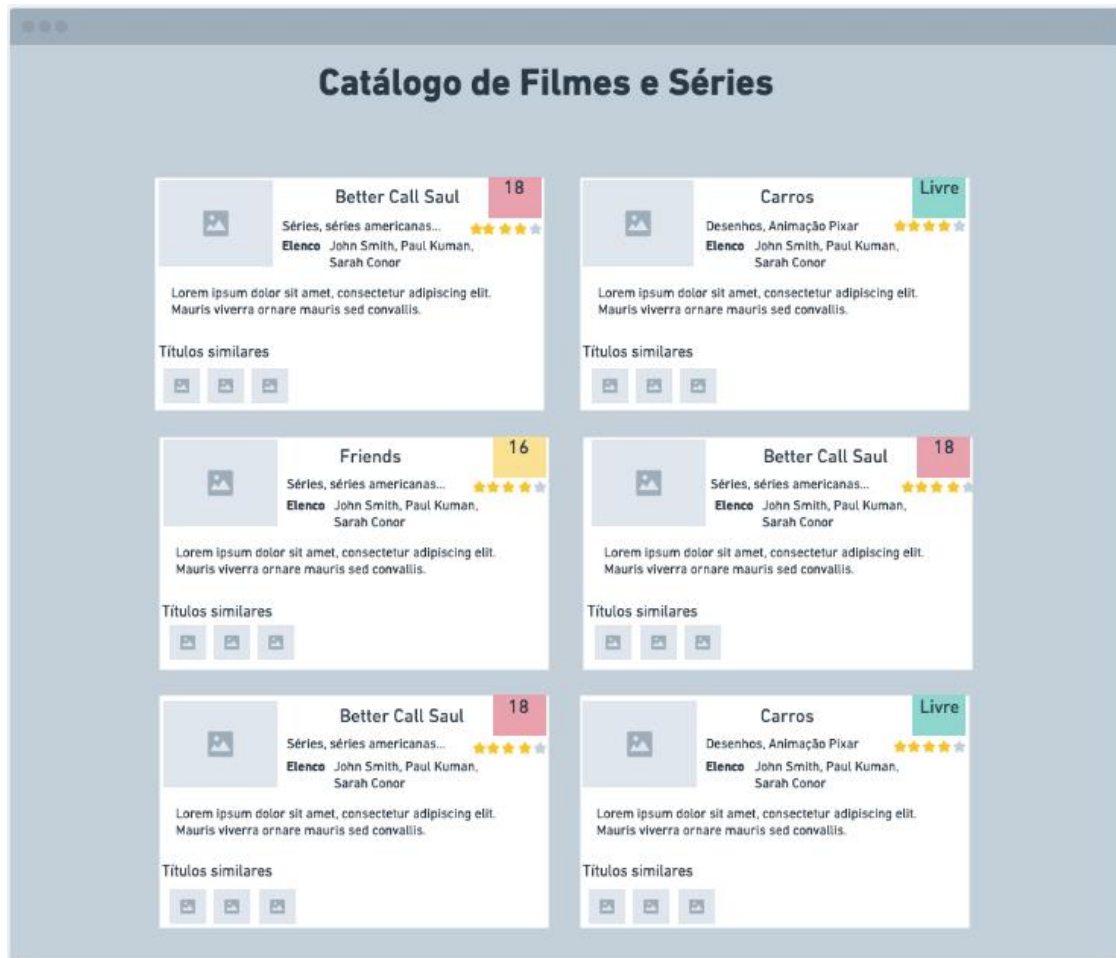 Catálogo de Filmes e Séries
Better Call Saul
18
Séries, séries americanas...
Elenco John Smith, Paul Kuman,
Sarah Conor
Lorem ipsum dolor sit amet, consectetur adipiscing elit.
Mauris viverra ornare mauris sed convallis.
Títulos similares
Carros
Livre
Desenhos, Animação Pixar
Elenco John Smith, Paul Kuman,
Sarah Conor
Lorem ipsum dolor sit amet, consectetur adipiscing elit.
Mauris viverra ornare mauris sed convallis.
Títulos similares
Friends
16
Séries, séries americanas...
Elenco John Smith, Paul Kuman,
Sarah Conor
Lorem ipsum dolor sit amet, consectetur adipiscing elit.
Mauris viverra ornare mauris sed convallis.
Títulos similares
Better Call Saul
18
Séries, séries americanas...
Elenco John Smith, Paul Kuman,
Sarah Conor
Lorem ipsum dolor sit amet, consectetur adipiscing elit.
Mauris viverra ornare mauris sed convallis.
Títulos similares
Better Call Saul
18
Séries, séries americanas...
Elenco John Smith, Paul Kuman,
Sarah Conor
Lorem ipsum dolor sit amet, consectetur adipiscing elit.
Mauris viverra ornare mauris sed convallis.
Títulos similares
Carros
Livre
Desenhos, Animação Pixar
Elenco John Smith, Paul Kuman,
Sarah Conor
Lorem ipsum dolor sit amet, consectetur adipiscing elit.
Mauris viverra ornare mauris sed convallis.
Títulos similares